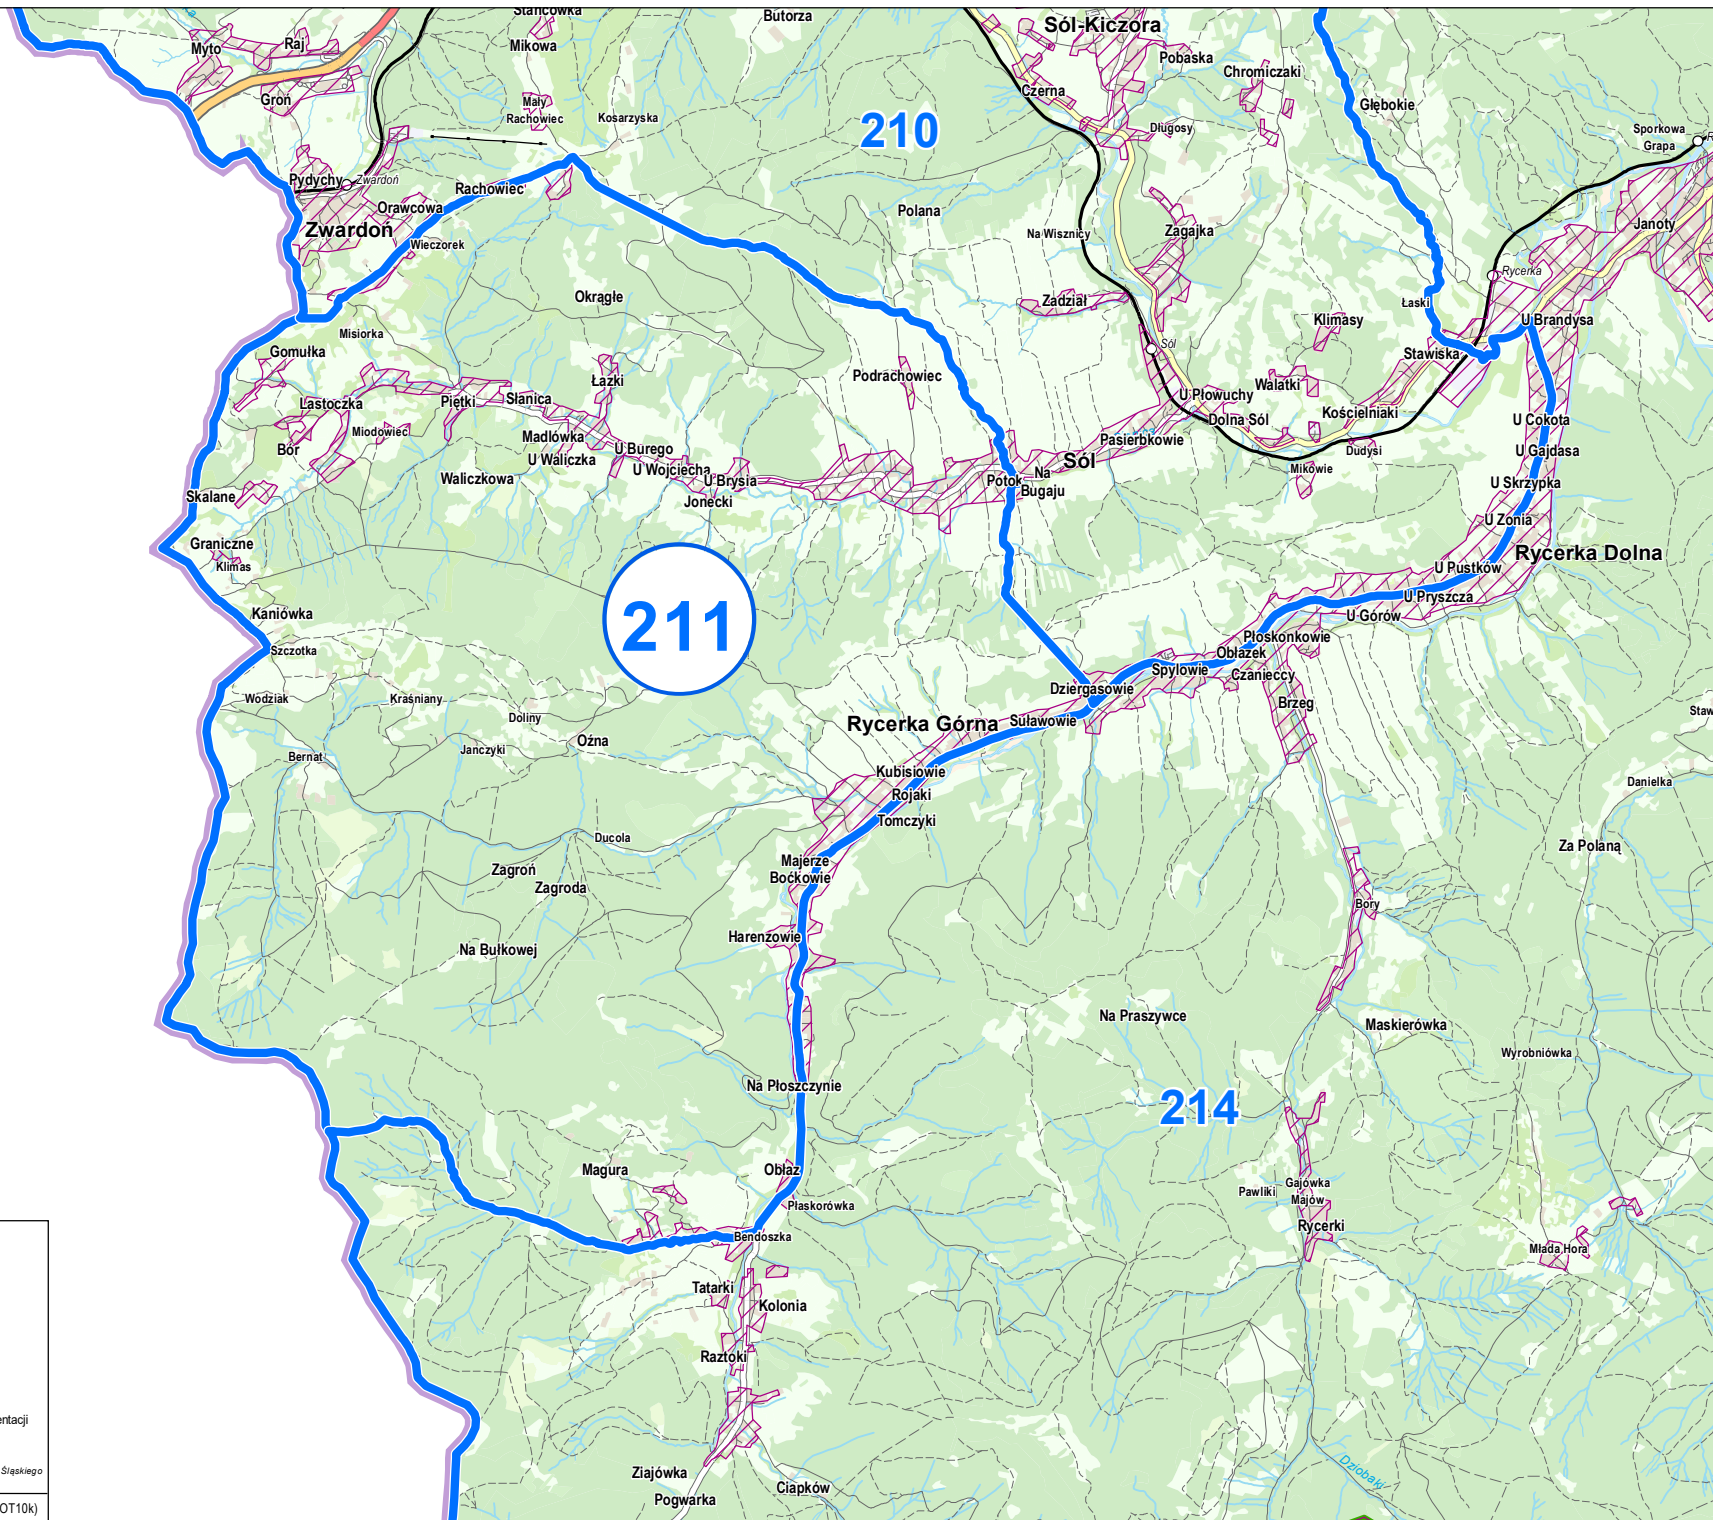 Stańcowka
Butorza
Sól-Kiczora
Mikowa
Myto
Raj
Pobaska
Chromiczaki
Czerna
Groń
Mały
Rachowiec
Kosarzyska
210
Głębokie
Długosy
Sporkowa
Grapa
R
Pydychy
Zwardoń
Rachowiec
Orawcowa
Polana
Zwardoń
Wieczorek
Na Wisznicy
Zagajka
Janoty
Rycerka
Okrągłe
Zadział
Łaski
Misiorka
Klimasy
U Brandysa
Gomułka
Sól
Stawiska
Podrachowiec
Łazki
Walatki
U Płowuchy
Lastoczka
Piętki
Słanica
Kościelniaki
Dolna Sól
U Cokota
Miodowiec
Madlówka
Pasierbkowie
Bór
U Burego
Dudysi
U Gajdasa
U Waliczka
Sól
U Wojciecha
Mikowie
Waliczkowa
U Brysia
Potok
Na
Bugaju
U Skrzypka
Skalane
Jonecki
U Zonia
Graniczne
Rycerka Dolna
Klimas
U Pustków
211
U Pryszcza
Kaniówka
U Górów
Płoskonkowie
Szczotka
Obłazek
Spylowie
Czanieccy
Dziergasowie
Wodziak
Kraśniany
Brzeg
Staw
Doliny
Rycerka Górna
Suławowie
Oźna
Janczyki
Bernat
Kubisiowie
Danielka
Rojaki
Tomczyki
Ducola
Za Polaną
Majerze
Zagroń
Boćkowie
Zagroda
Bory
Harenzowie
Na Bułkowej
Na Praszywce
Maskierówka
Wyrobniówka
Na Płoszczynie
214
Magura
Obłaz
Gajówka
Pawliki
Majów
Płaskorówka
Rycerki
Bendoszka
Młada Hora
Tatarki
Kolonia
Raztoki
entacji
Śląskiego
Ziajówka
Dziobaki
Ciapków
Pogwarka
OT10k)